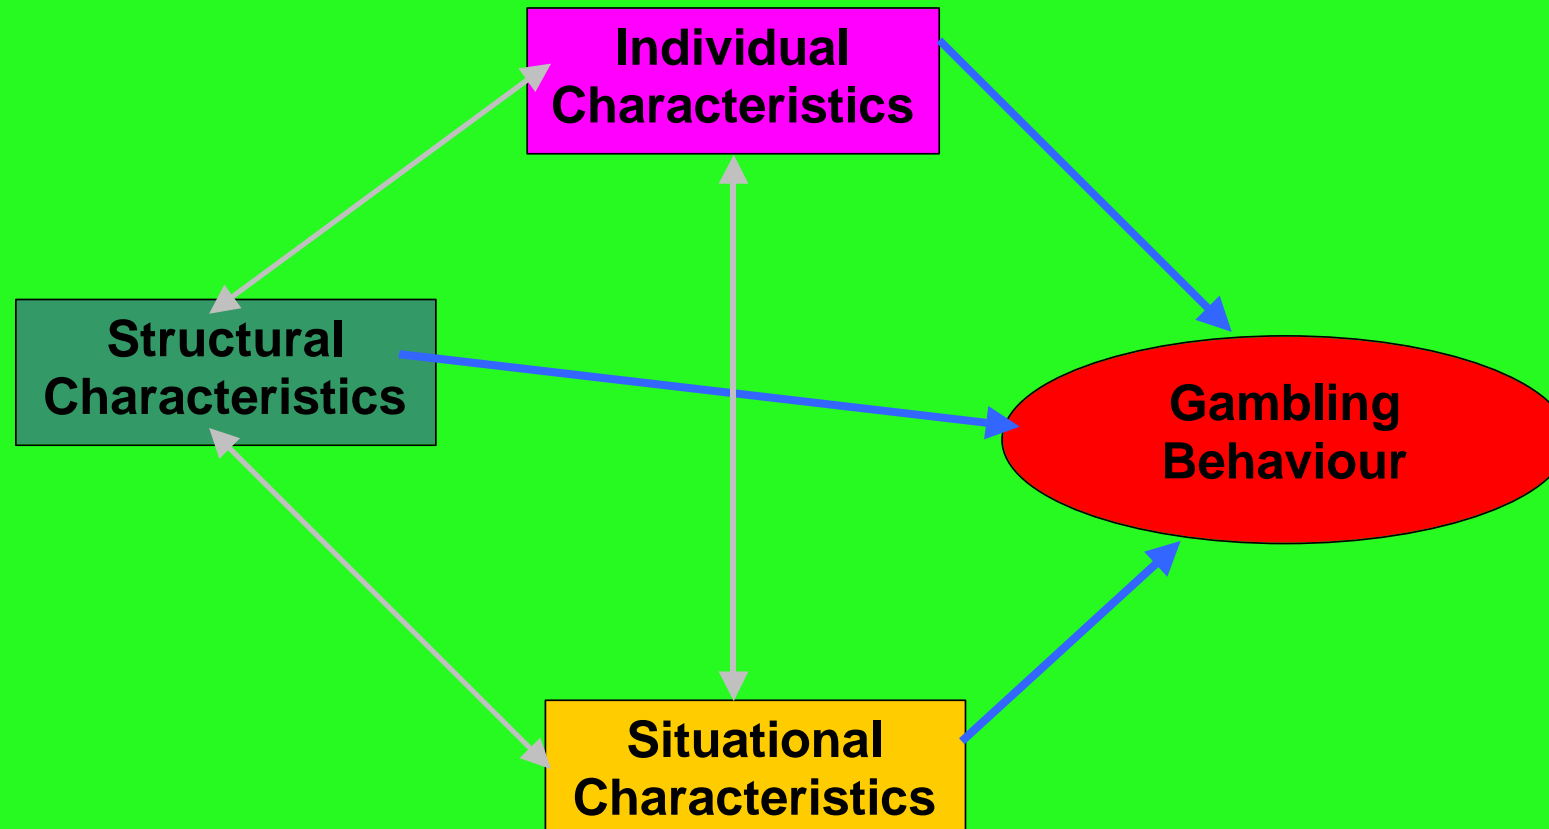 Individual
Characteristics
Structural
Characteristics
Gambling
Behaviour
Situational
Characteristics